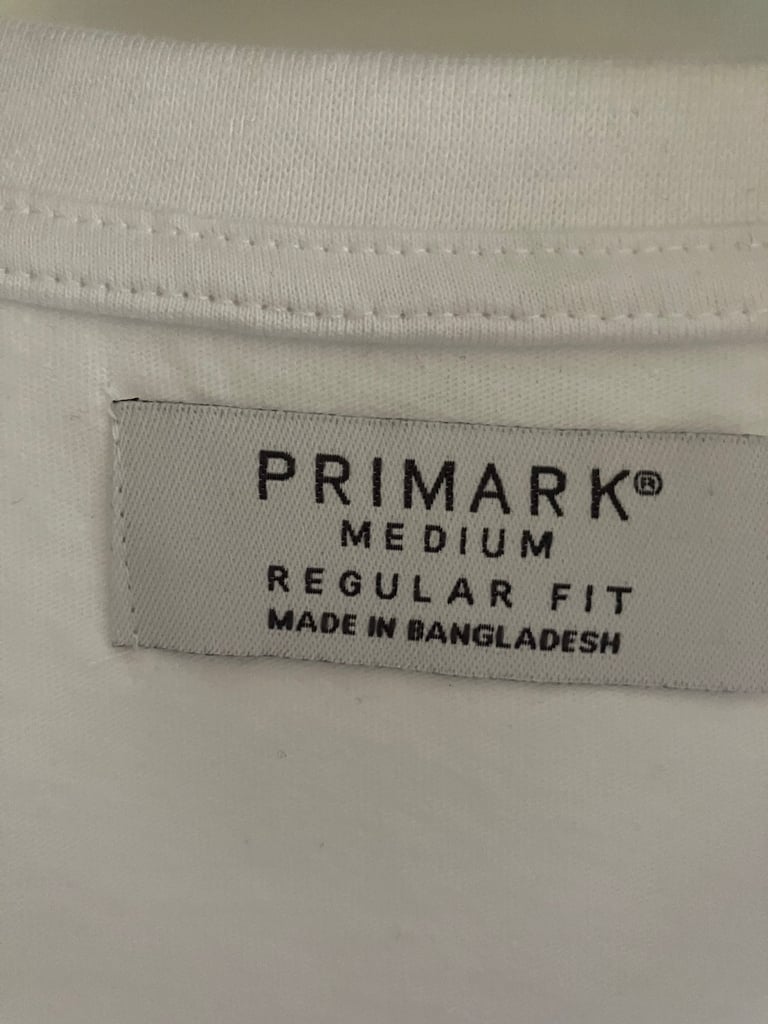 PRIMARK®
MEDIUM
REGULAR FIT
MADE IN BANGLADESH